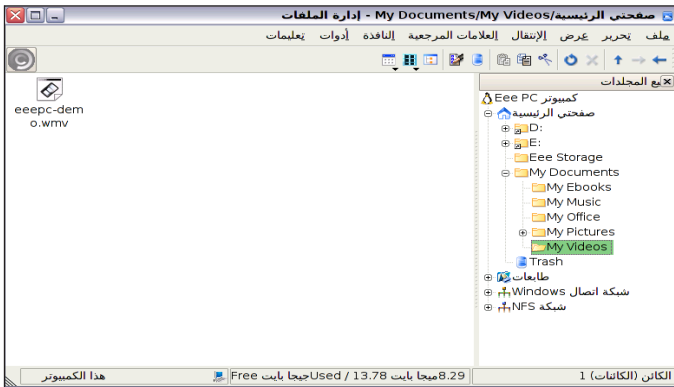 صفحتي الرئيسية/My Documents/My Videos - إدارة الملفات
ملف تحرير عرض الإنتقال العلامات المرجعية النافذة أدوات تعليمات
يع المجلدات
كمبيوتر Eee PC
صفحتي الرئيسية
D:
E:
Eee Storage
My Documents
My Ebooks
My Music
My Office
My Pictures
My Videos
Trash
طابعات
شبكة اتصال Windows
شبكة NFS
eeepc-dem
o.wmv
الكائن (الكائنات) 1
8.29ميجا بايت Used / 13.78جيجا بايت Free
هذا الكمبيوتر